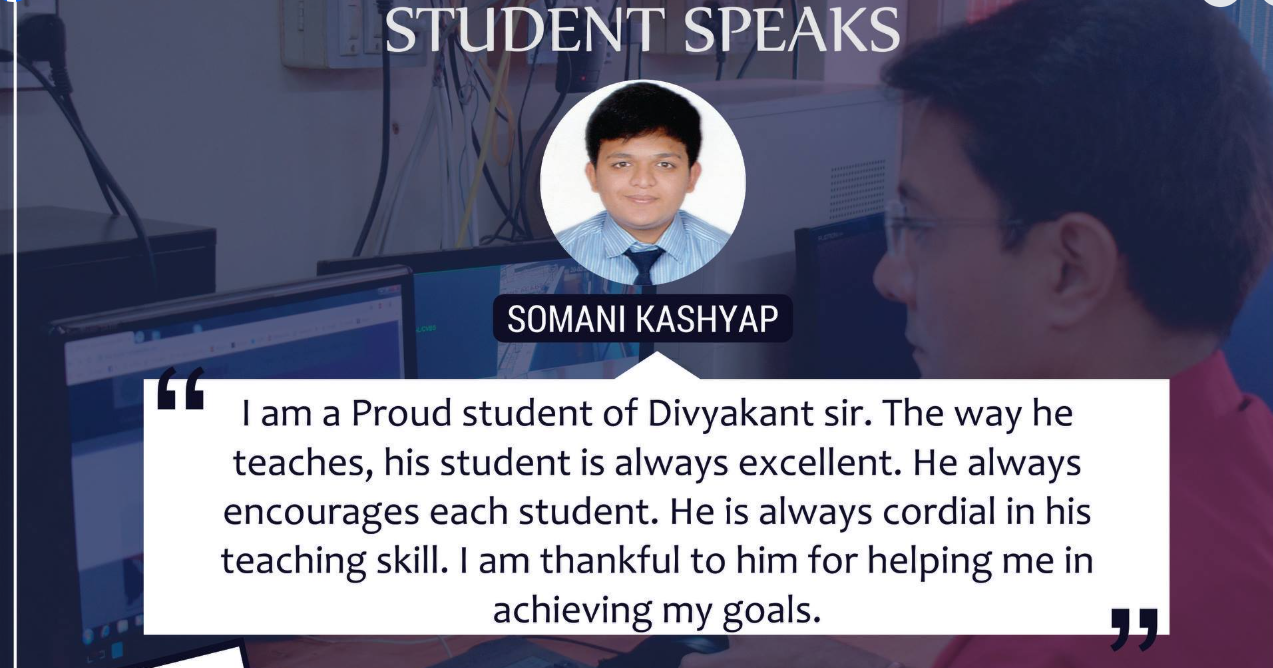 STUDENT SPEAKS
SOMANI KASHYAP
“
I am a Proud student of Divyakant sir. The way he
teaches, his student is always excellent. He always
encourages each student. He is always cordial in his
teaching skill. I am thankful to him for helping me in
achieving my goals.
”